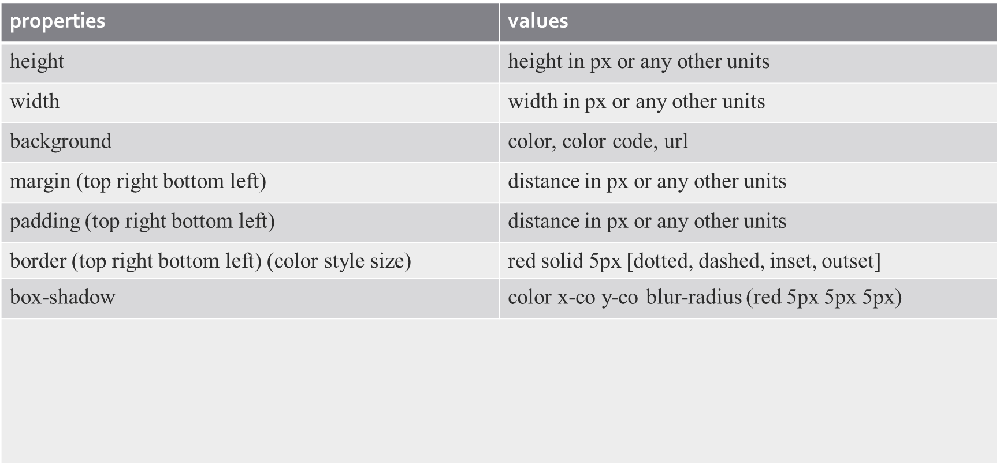 properties values
height height in px or any other units
width width in px or any other units
background color, color code, url
margin (top right bottom left) distance in px or any other units
padding (top right bottom left) distance in px or any other units
border (top right bottom left) (color style size) red solid 5px [dotted, dashed, inset, outset]
box-shadow color x-co y-co blur-radius (red 5px 5px 5px)